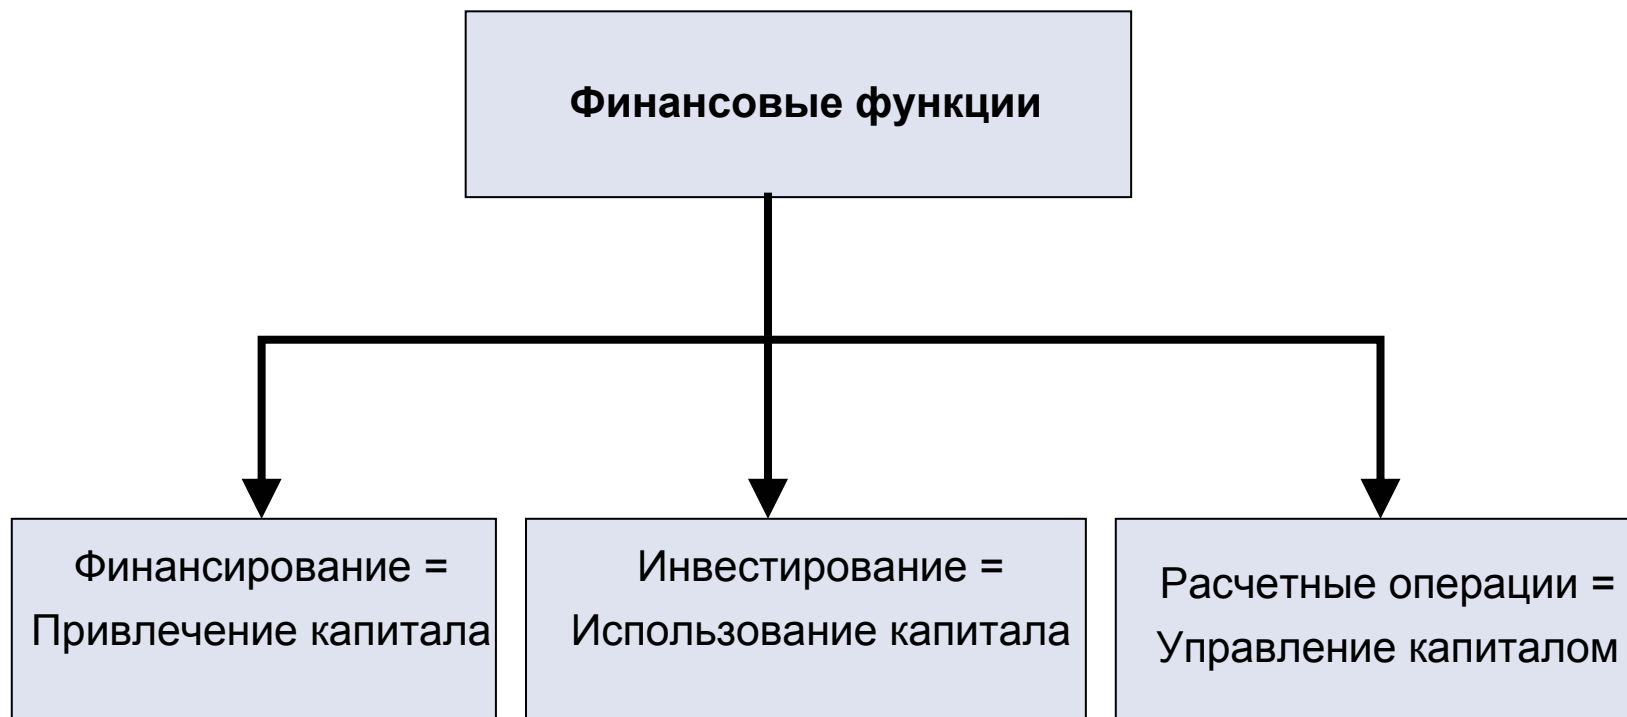 Финансовые функции
Финансирование =
Привлечение капитала
Инвестирование =
Использование капитала
Расчетные операции =
Управление капиталом